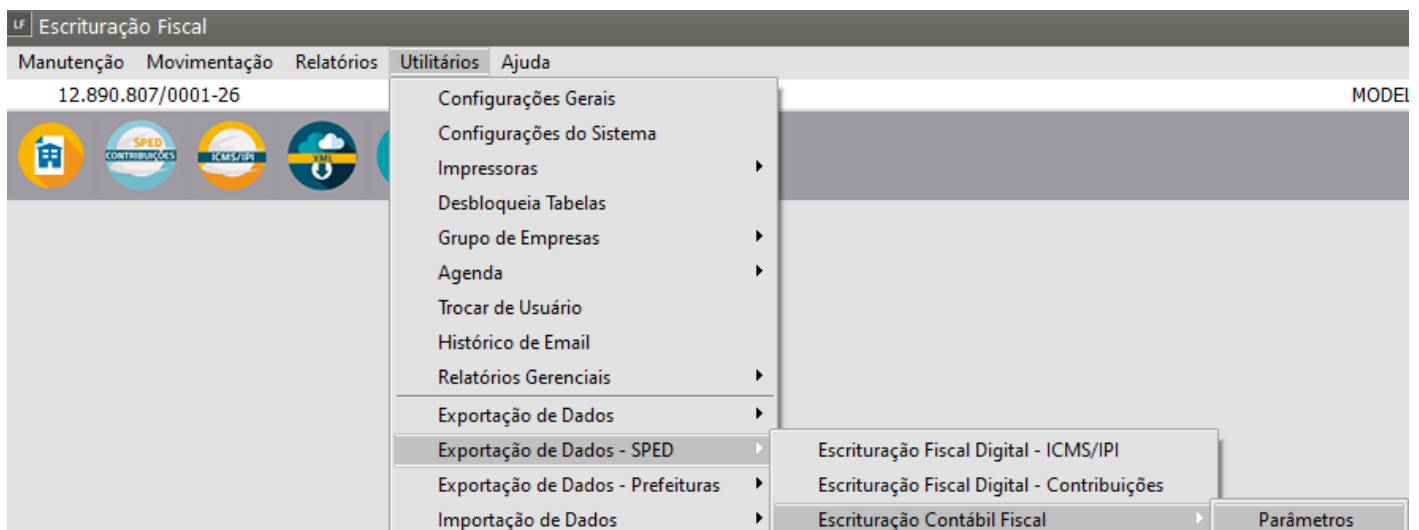 LF Escrituração Fiscal
Manutenção Movimentação Relatórios Utilitários Ajuda
12.890.807/0001-26 MODEL
SPED CONTRIBUIÇÕES
ICMS/IPI
XML
Configurações Gerais
Configurações do Sistema
Impressoras
Desbloqueia Tabelas
Grupo de Empresas
Agenda
Trocar de Usuário
Histórico de Email
Relatórios Gerenciais
Exportação de Dados
Exportação de Dados - SPED
Exportação de Dados - Prefeituras
Importação de Dados
Escrituração Fiscal Digital - ICMS/IPI
Escrituração Fiscal Digital - Contribuições
Escrituração Contábil Fiscal
Parâmetros